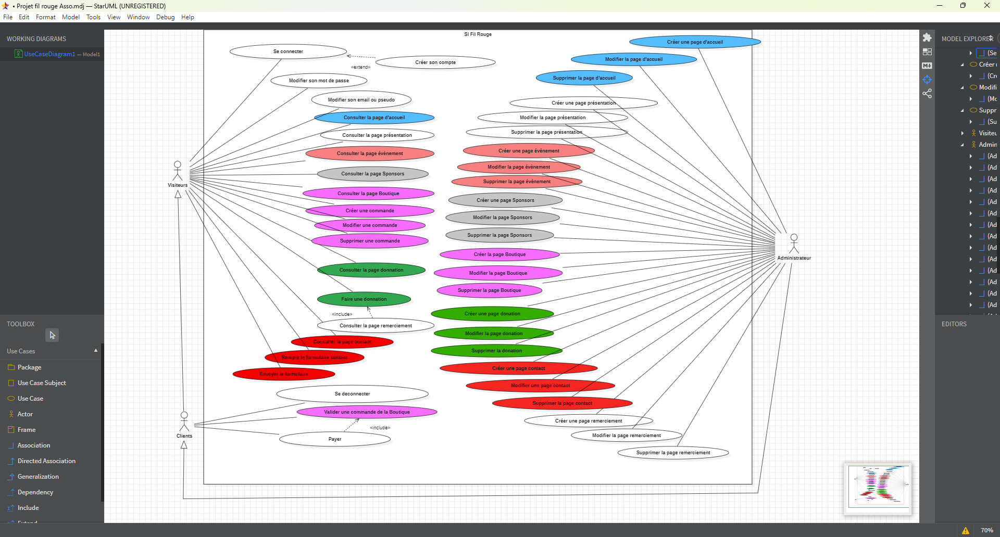 • Projet fil rouge Asso.mdj — StarUML (UNREGISTERED)
File Edit Format Model Tools View Window Debug Help
WORKING DIAGRAMS
UseCaseDiagram1 — Model1
TOOLBOX
Use Cases
Package
Use Case Subject
Use Case
Actor
Frame
Association
Directed Association
Generalization
Dependency
Include
Extend
SI Fil Rouge
Se connecter
Créer son compte
«extend»
Modifier son mot de passe
Modifier son email ou pseudo
Consulter la page d'accueil
Consulter la page présentation
Consulter la page évènement
Consulter la page Sponsors
Consulter la page Boutique
Créer une commande
Modifier une commande
Supprimer une commande
Consulter la page donnation
Faire une donnation
«include»
Consulter la page remerciement
Consulter la page contact
Remplir le formulaire contact
Envoyer le formulaire
Se deconnecter
Valider une commande de la Boutique
«include»
Payer
Visiteurs
Clients
Créer une page d'accueil
Modifier la page d'accueil
Supprimer la page d'accueil
Créer une page présentation
Modifier la page présentation
Supprimer la page présentation
Créer une page évènement
Modifier la page évènement
Supprimer la page évènement
Créer une page Sponsors
Modifier la page Sponsors
Supprimer la page Sponsors
Créer la page Boutique
Modifier la page Boutique
Supprimer la page Boutique
Créer une page donation
Modifier la page donation
Supprimer la donation
Créer une page contact
Modifier une page contact
Supprimer la page contact
Créer une page remerciement
Modifier la page remerciement
Supprimer la page remerciement
Administrateur
MODEL EXPLORER
(Se
Créer
(Cré
Modifi
(Mo
Suppri
(Su
Visiteu
Admin
(Ad
(Ad
(Ad
(Ad
(Ad
(Ad
(Ad
(Ad
(Ad
(Ad
(Ad
(Ad
(Ad
(Ad
EDITORS
70%